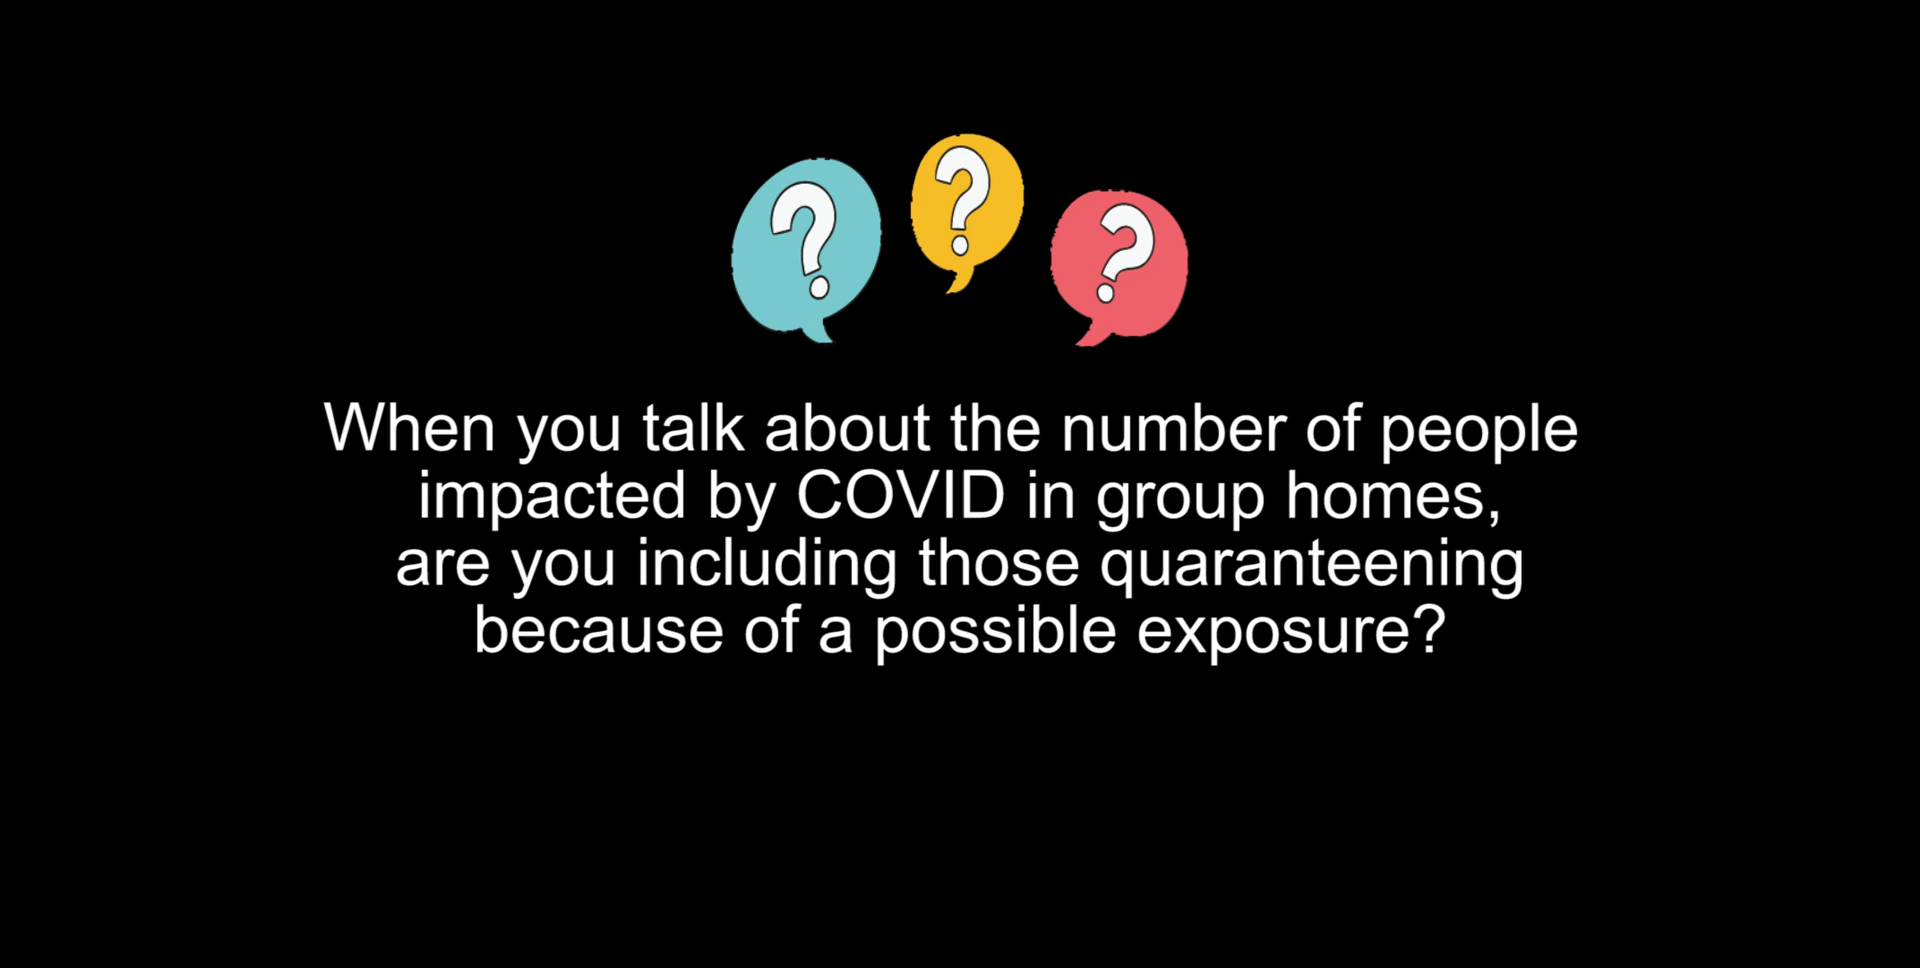 ? ? ?
When you talk about the number of people
impacted by COVID in group homes,
are you including those quaranteening
because of a possible exposure?